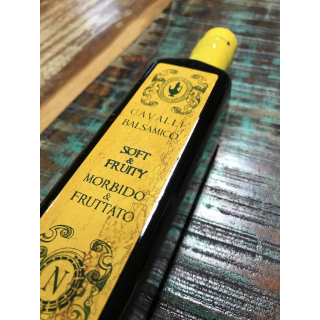 CAVALLI
BALSAMICO
SOFT
&
FRUITY
MORBIDO
&
FRUTTATO
N